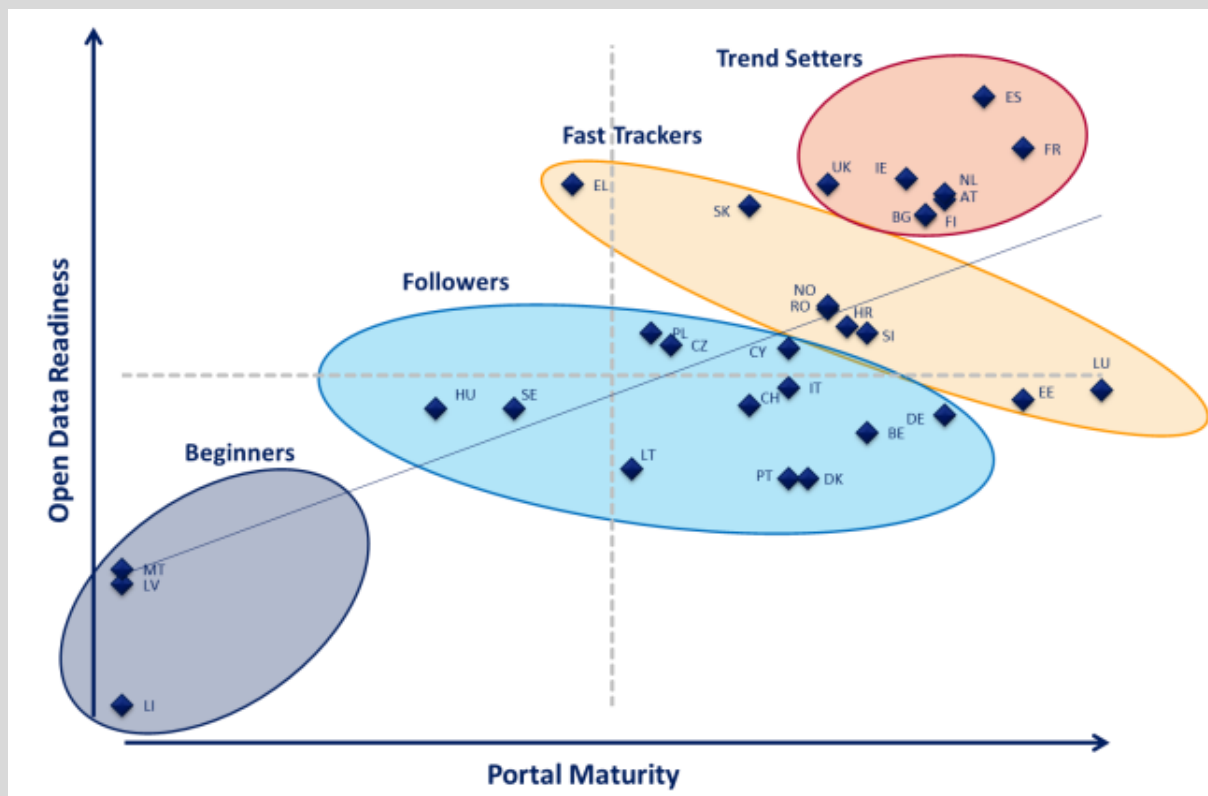 Trend Setters
ES
Fast Trackers
FR
UK
IE
NL
EL
AT
SK
BG
FI
Open Data Readiness
Followers
NO
RO
HR
PL
SI
CZ
CY
LU
HU
SE
CH
IT
EE
DE
BE
Beginners
LT
PT
DK
MT
LV
LI
Portal Maturity